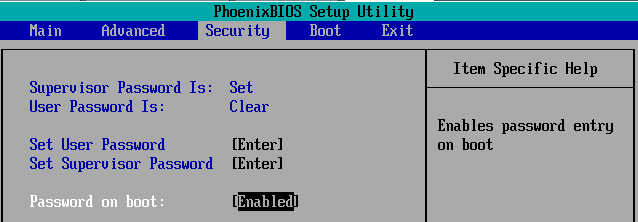 PhoenixBIOS Setup Utility
Main Advanced Security Boot Exit
Item Specific Help
Supervisor Password Is: Set
User Password Is: Clear
Enables password entry
on boot
Set User Password [Enter]
Set Supervisor Password [Enter]
Password on boot: [Enabled]